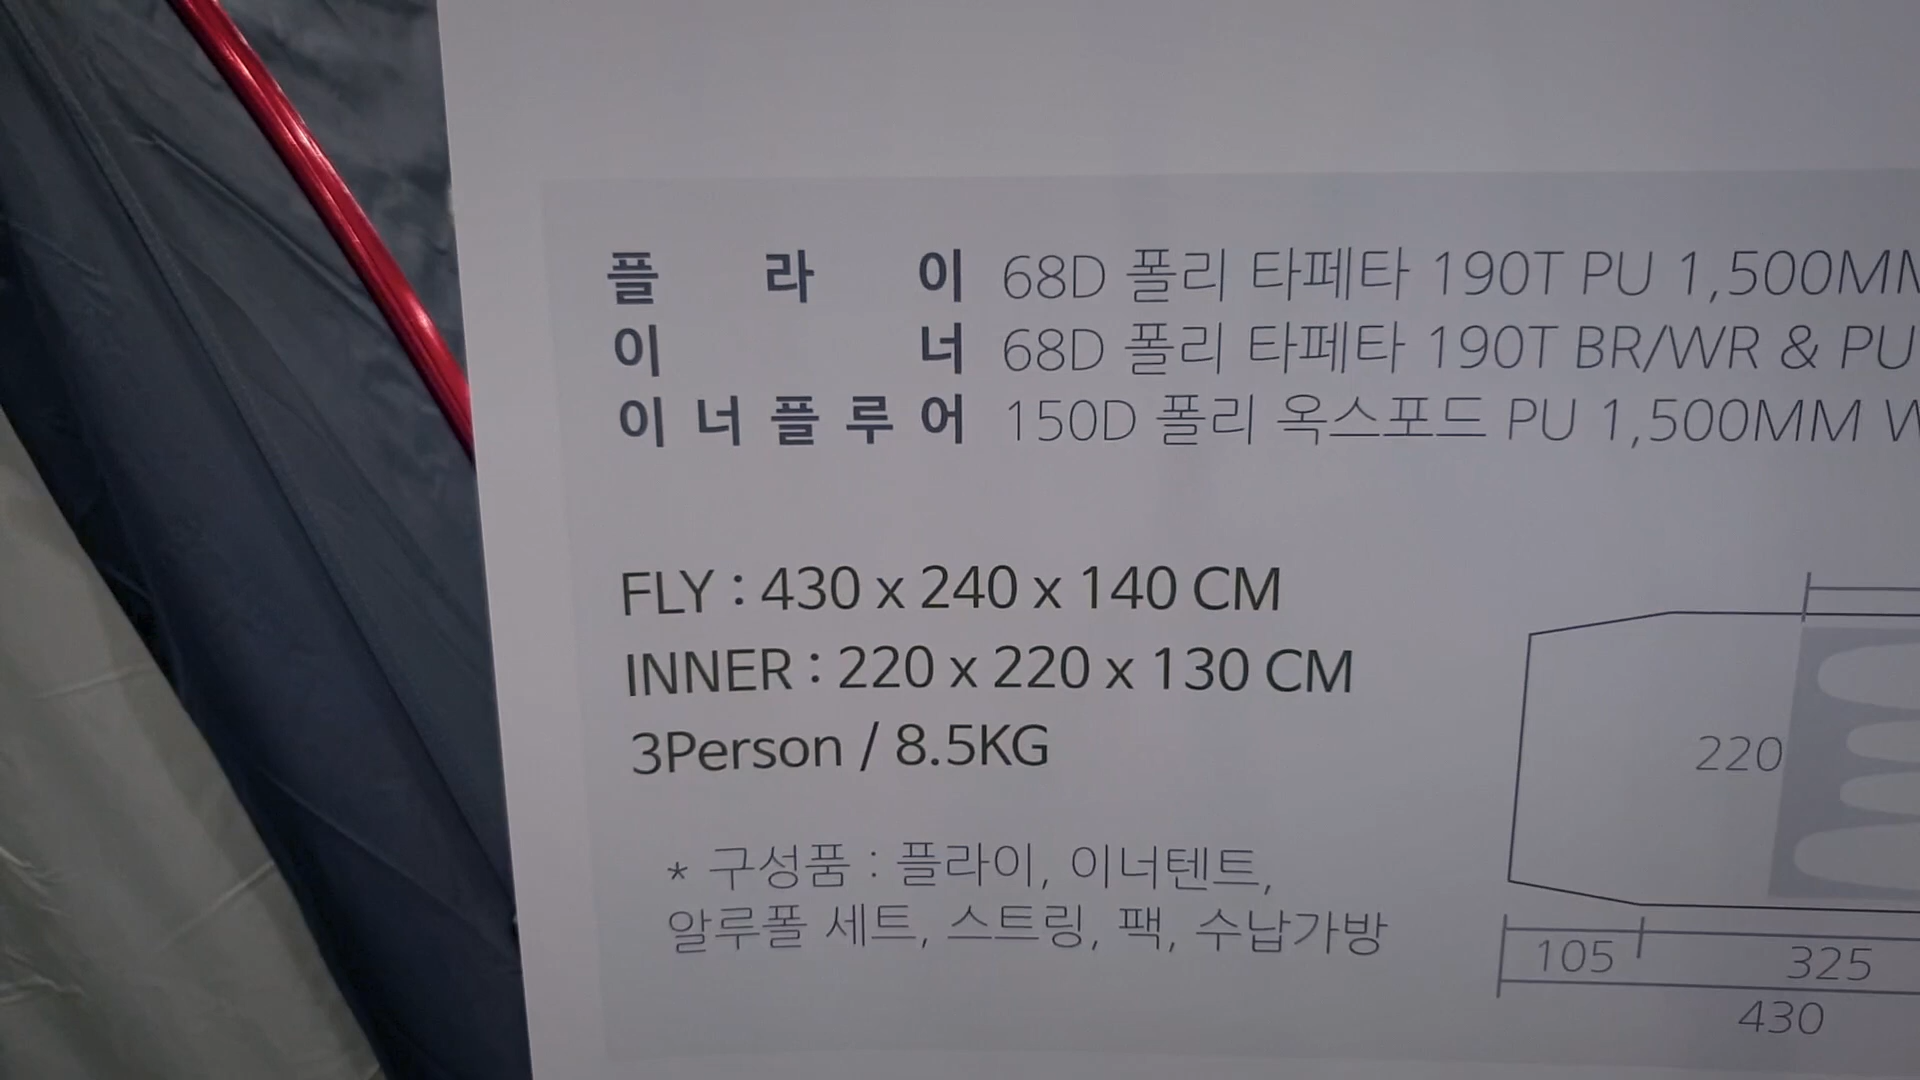 플 라 이 68D 폴리 타페타 190T PU 1,500MM
이 너 68D 폴리 타페타 190T BR/WR & PU
이너플루어 150D 폴리 옥스포드 PU 1,500MM
FLY : 430 x 240 x 140 CM
INNER : 220 x 220 x 130 CM
3Person / 8.5KG
* 구성품 : 플라이, 이너텐트,
알루폴 세트, 스트링, 팩, 수납가방
220
105 325
430